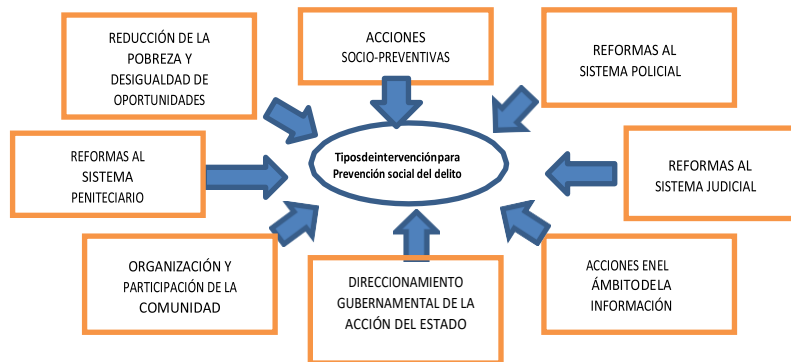 REDUCCIÓN DE LA
POBREZA Y
DESIGUALDAD DE
OPORTUNIDADES
ACCIONES
SOCIO-PREVENTIVAS
REFORMAS AL
SISTEMA POLICIAL
REFORMAS AL
SISTEMA
PENITECIARIO
Tiposdeintervenciónpara
Prevención social del delito
REFORMAS AL
SISTEMA JUDICIAL
ORGANIZACIÓN Y
PARTICIPACIÓN DE LA
COMUNIDAD
DIRECCIONAMIENTO
GUBERNAMENTAL DE LA
ACCIÓN DEL ESTADO
ACCIONES ENEL
ÁMBITODELA
INFORMACIÓN